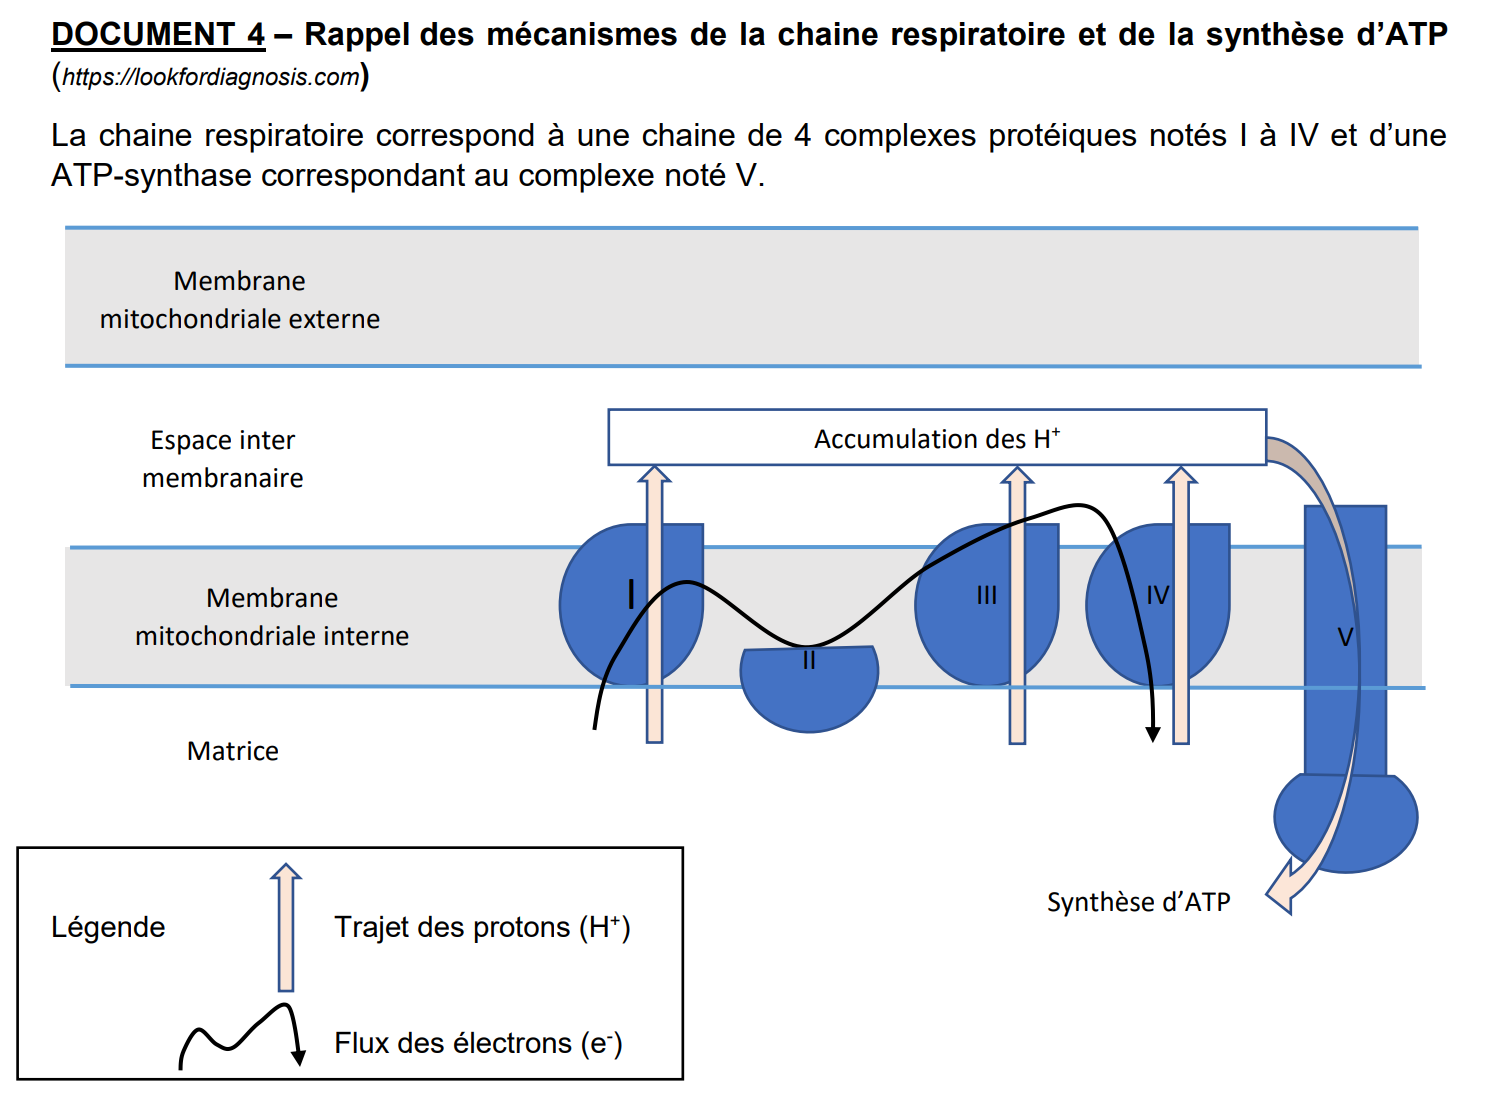 DOCUMENT 4 – Rappel des mécanismes de la chaine respiratoire et de la synthèse d’ATP
(https://lookfordiagnosis.com)
La chaine respiratoire correspond à une chaine de 4 complexes protéiques notés I à IV et d’une
ATP-synthase correspondant au complexe noté V.
Membrane
mitochondriale externe
Espace inter
membranaire
Accumulation des H⁺
Membrane
mitochondriale interne
I
II
III
IV
V
Matrice
Synthèse d’ATP
Légende
Trajet des protons (H⁺)
Flux des électrons (e⁻)